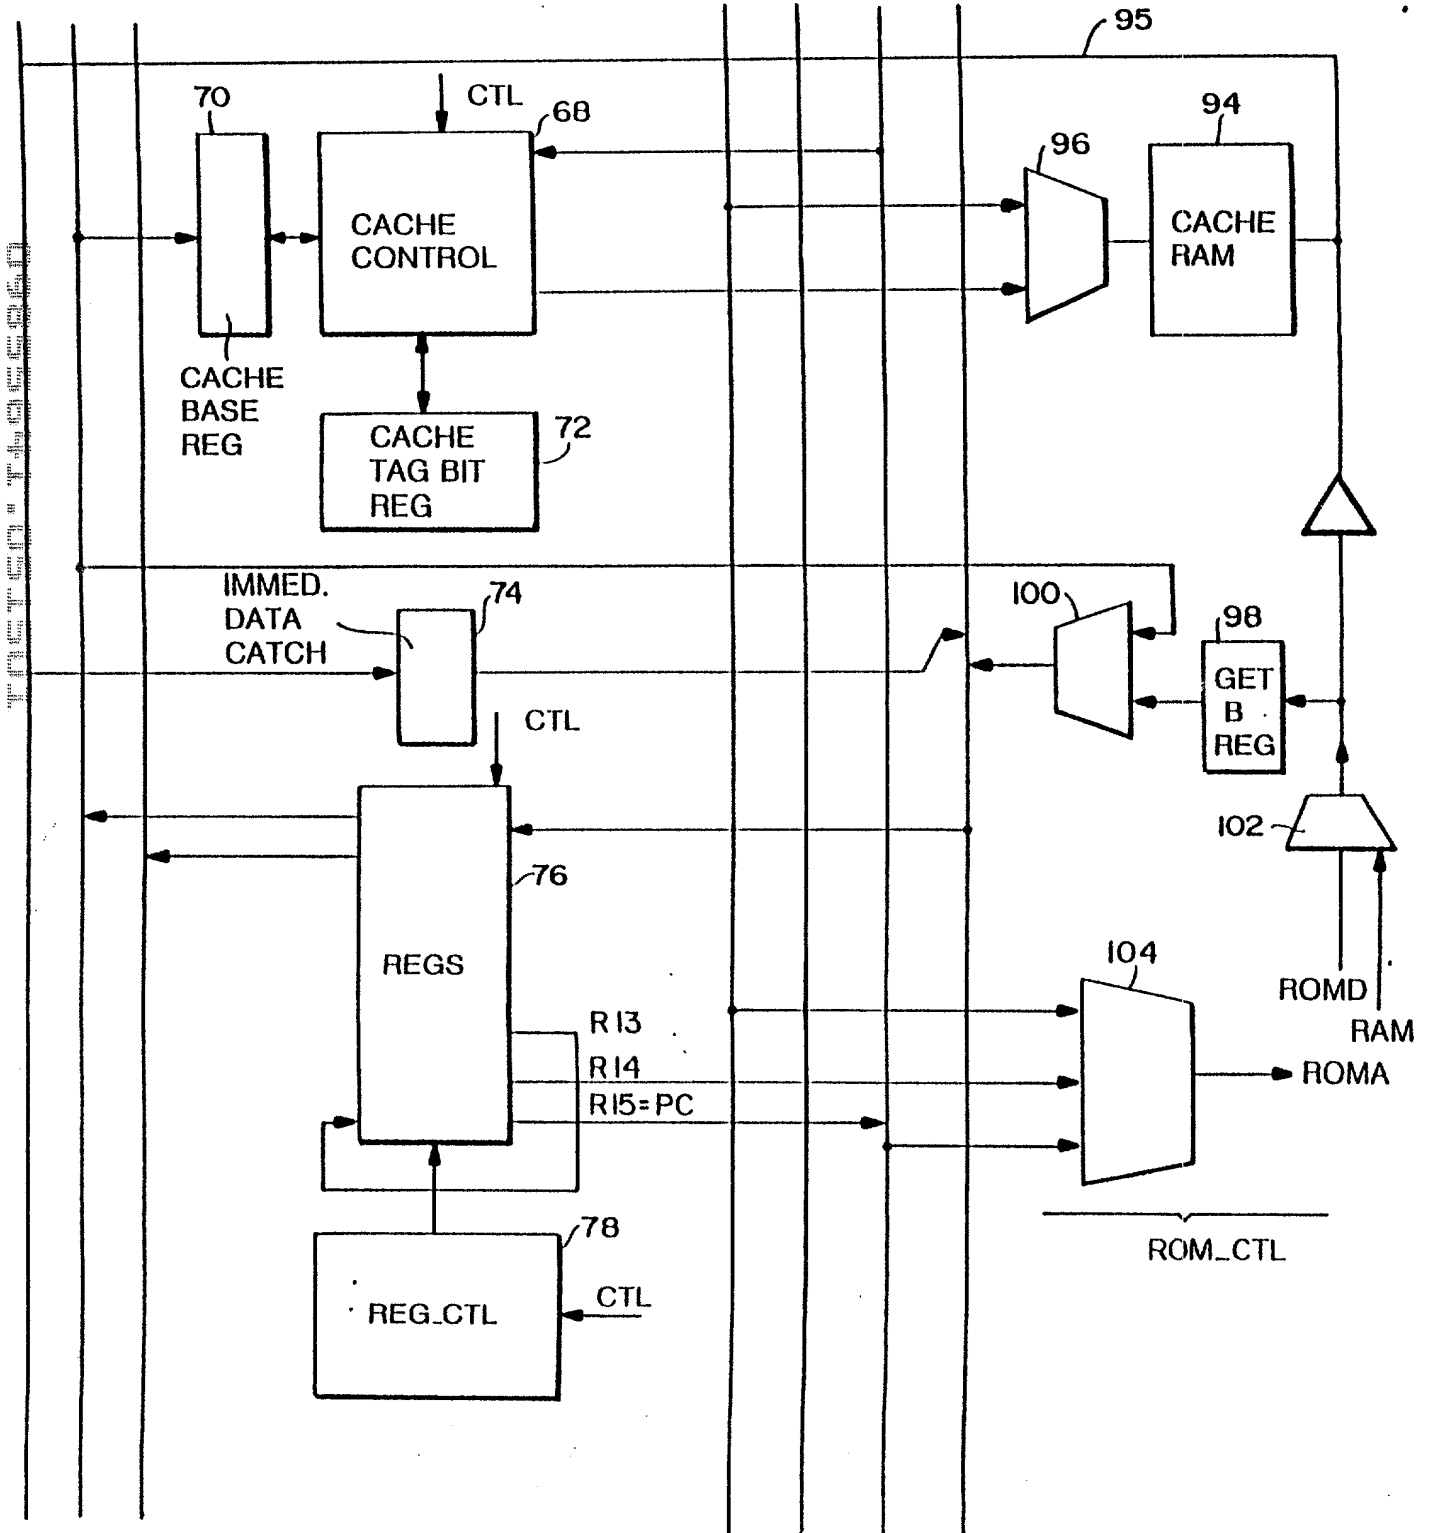 95
70
CTL
68
94
96
CACHE
CONTROL
CACHE
RAM
CACHE
BASE
REG
CACHE
TAG BIT
REG
72
IMMED.
DATA
CATCH
74
100
98
GET
B
REG
CTL
102
76
REGS
104
ROMD
RAM
R13
R14
ROMA
R15=PC
78
ROM_CTL
REG_CTL
CTL